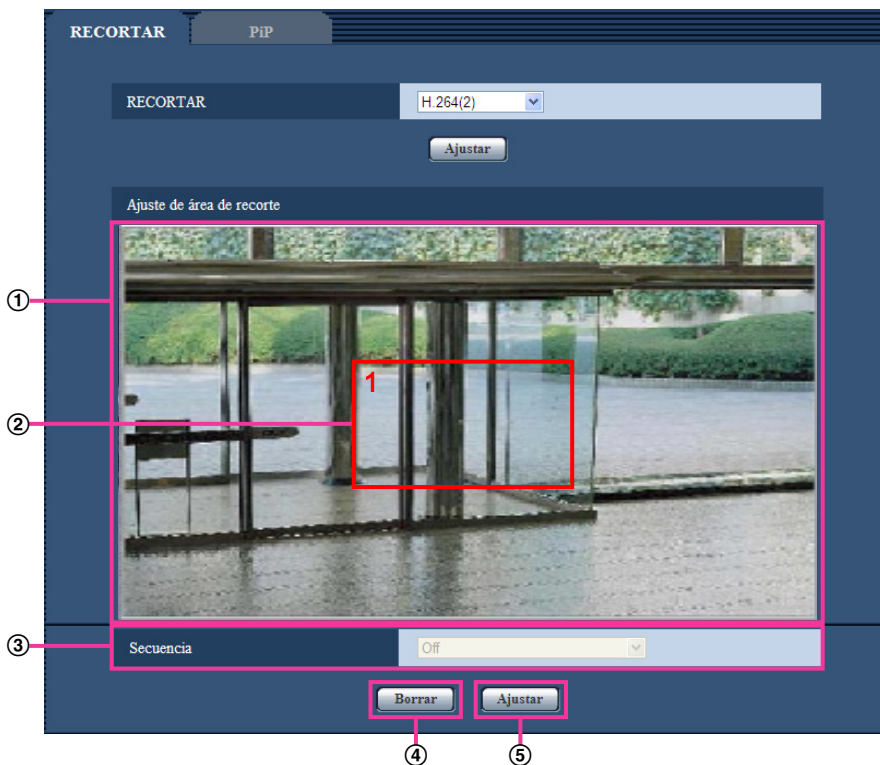 RECORTAR PiP
RECORTAR H.264(2)
Ajustar
Ajuste de área de recorte
①
1
②
③ Secuencia Off
Borrar Ajustar
④ ⑤